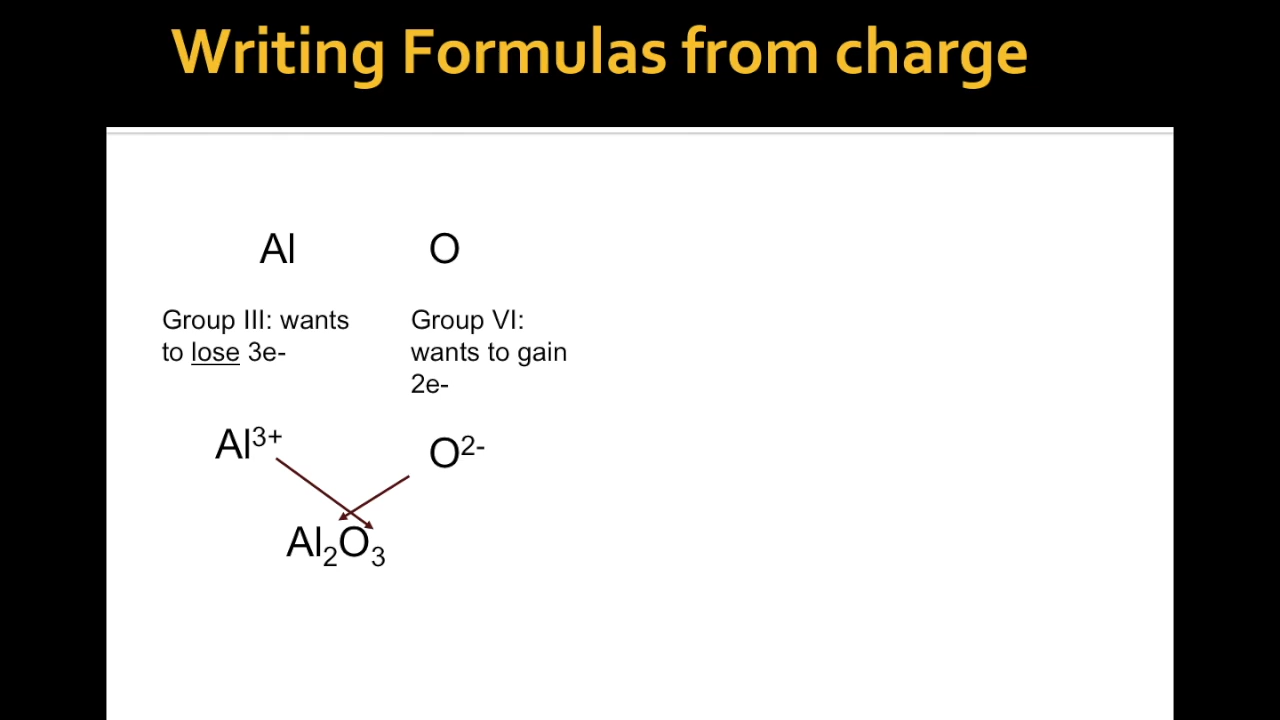 Writing Formulas from charge
Al O
Group III: wants
to lose 3e-
Group VI:
wants to gain
2e-
Al³⁺ O²⁻
Al₂O₃